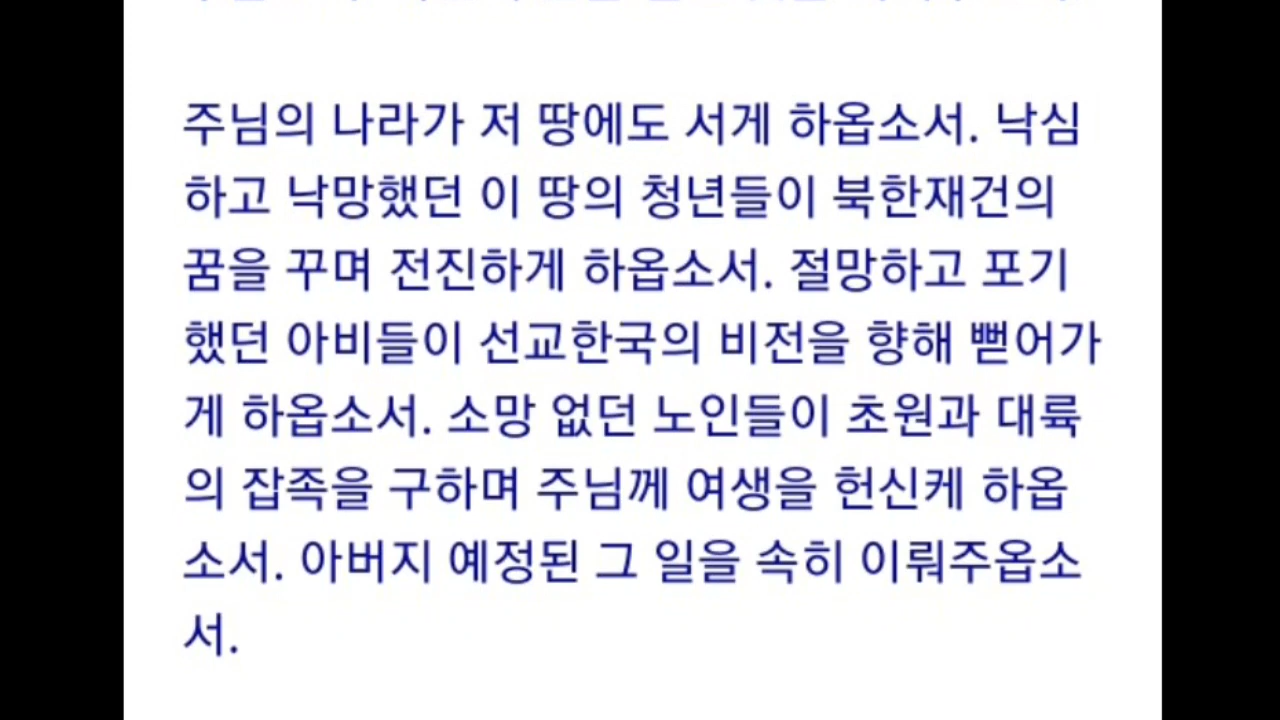 주님의 나라가 저 땅에도 서게 하옵소서. 낙심
하고 낙망했던 이 땅의 청년들이 북한재건의
꿈을 꾸며 전진하게 하옵소서. 절망하고 포기
했던 아비들이 선교한국의 비전을 향해 뻗어가
게 하옵소서. 소망 없던 노인들이 초원과 대륙
의 잡족을 구하며 주님께 여생을 헌신케 하옵
소서. 아버지 예정된 그 일을 속히 이뤄주옵소
서.